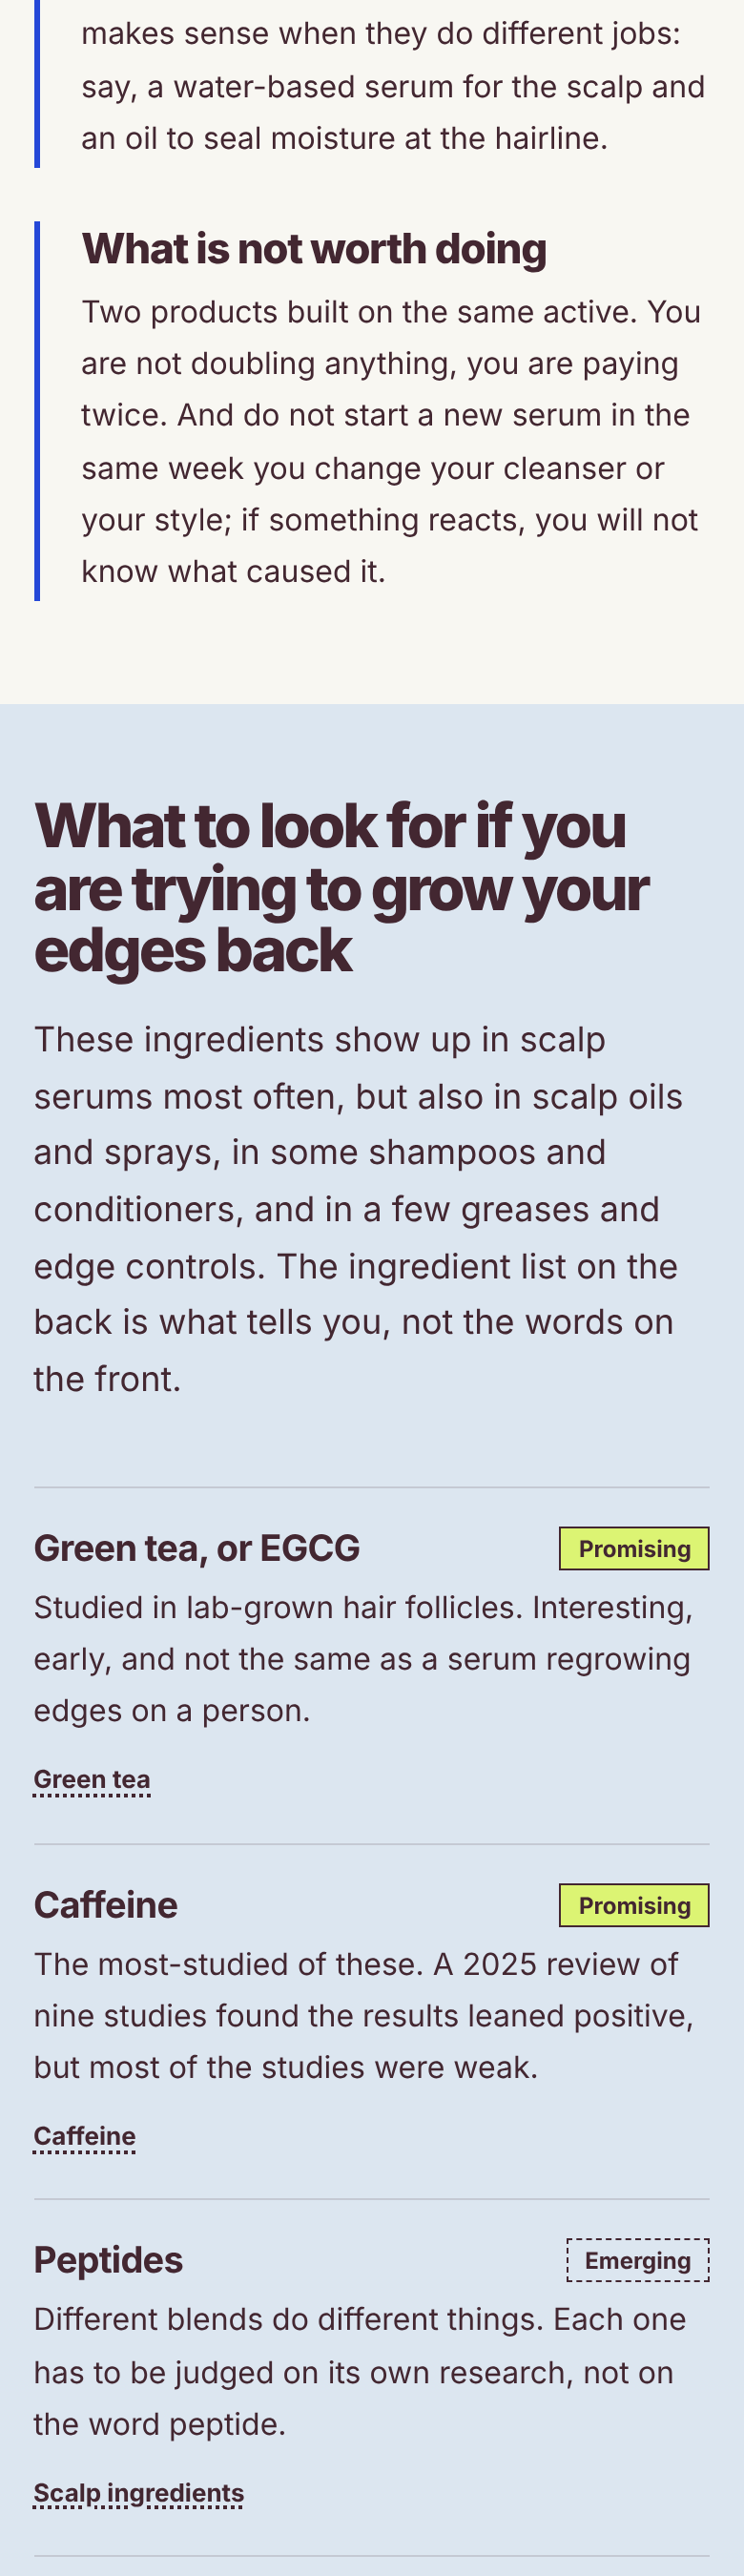 makes sense when they do different jobs:
say, a water-based serum for the scalp and
an oil to seal moisture at the hairline.
What is not worth doing
Two products built on the same active. You
are not doubling anything, you are paying
twice. And do not start a new serum in the
same week you change your cleanser or
your style; if something reacts, you will not
know what caused it.
What to look for if you
are trying to grow your
edges back
These ingredients show up in scalp
serums most often, but also in scalp oils
and sprays, in some shampoos and
conditioners, and in a few greases and
edge controls. The ingredient list on the
back is what tells you, not the words on
the front.
Green tea, or EGCG
Promising
Studied in lab-grown hair follicles. Interesting,
early, and not the same as a serum regrowing
edges on a person.
Green tea
Caffeine
Promising
The most-studied of these. A 2025 review of
nine studies found the results leaned positive,
but most of the studies were weak.
Caffeine
Peptides
Emerging
Different blends do different things. Each one
has to be judged on its own research, not on
the word peptide.
Scalp ingredients